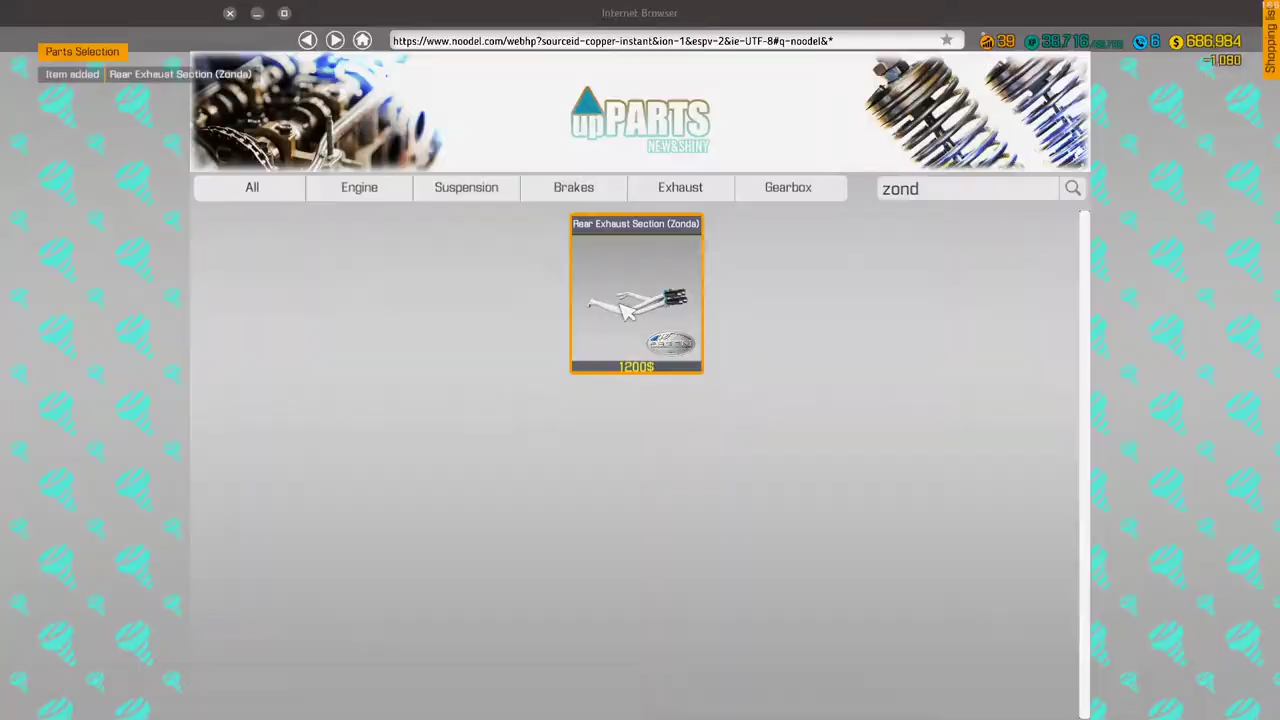 Internet Browser
https://www.noodel.com/webhp?sourceid-copper-instant&ion-1&espv-2&ie-UTF-8#q-noodel&*
39
6
686,984
-1,080
Shopping list
Parts Selection
Item added Rear Exhaust Section (Zonda)
upPARTS
NEW&SHINY
All Engine Suspension Brakes Exhaust Gearbox
zond
Rear Exhaust Section (Zonda)
1200$